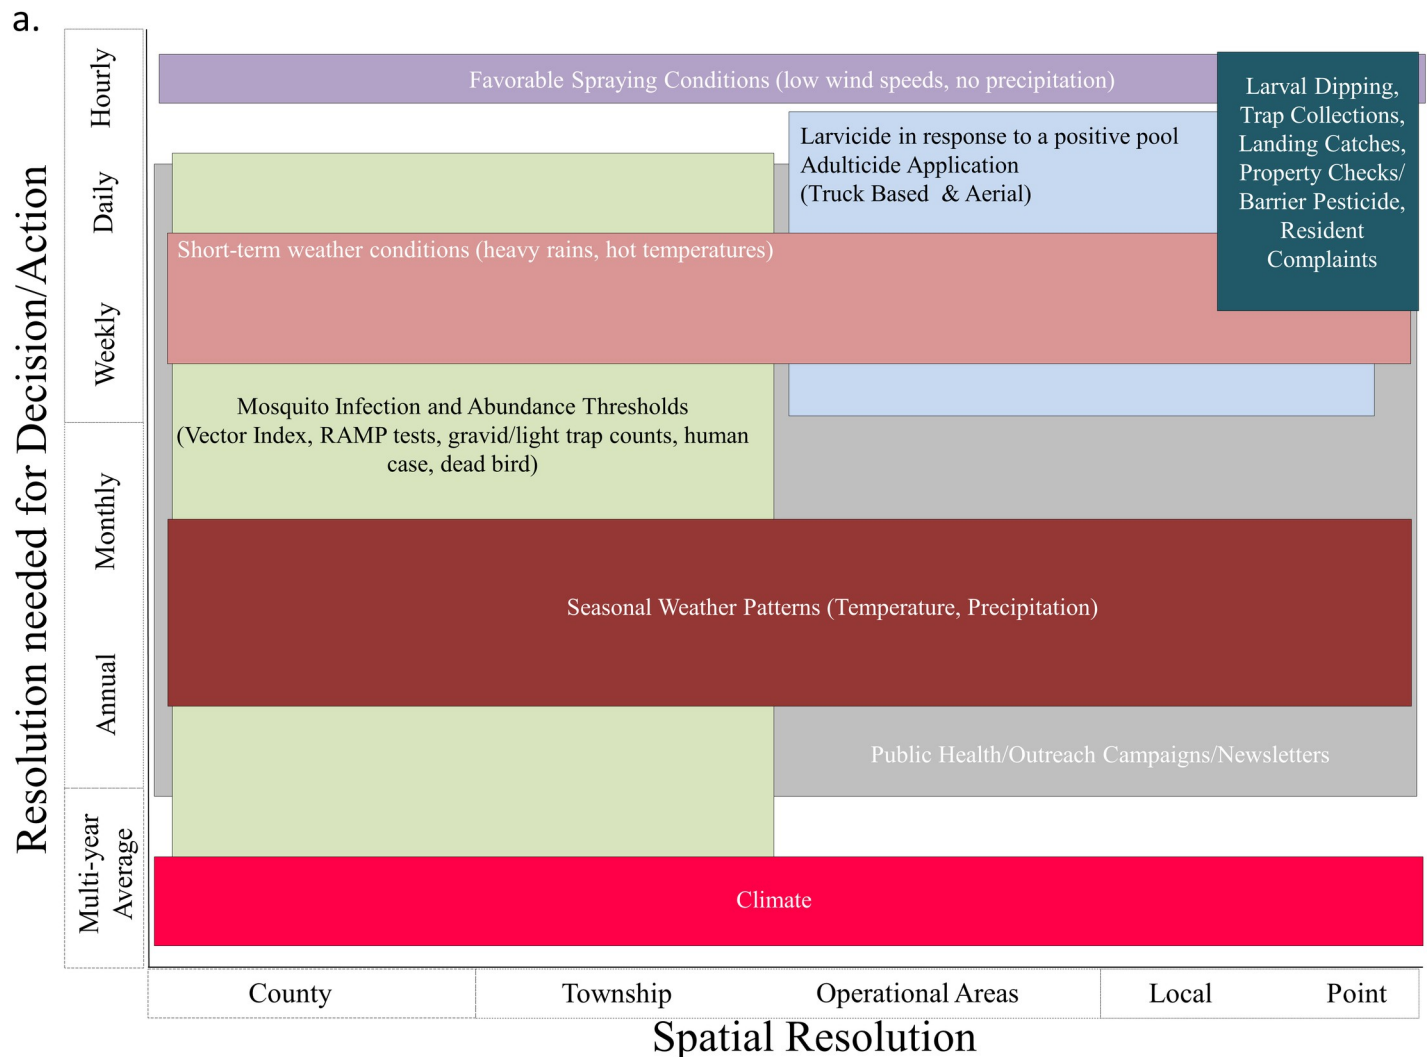 a.
Resolution needed for Decision/Action
Hourly
Daily
Weekly
Monthly
Annual
Multi-year
Average
Favorable Spraying Conditions (low wind speeds, no precipitation)
Larval Dipping,
Trap Collections,
Landing Catches,
Property Checks/
Barrier Pesticide,
Resident
Complaints
Larvicide in response to a positive pool
Adulticide Application
(Truck Based & Aerial)
Short-term weather conditions (heavy rains, hot temperatures)
Mosquito Infection and Abundance Thresholds
(Vector Index, RAMP tests, gravid/light trap counts, human
case, dead bird)
Seasonal Weather Patterns (Temperature, Precipitation)
Public Health/Outreach Campaigns/Newsletters
Climate
County
Township
Operational Areas
Local
Point
Spatial Resolution